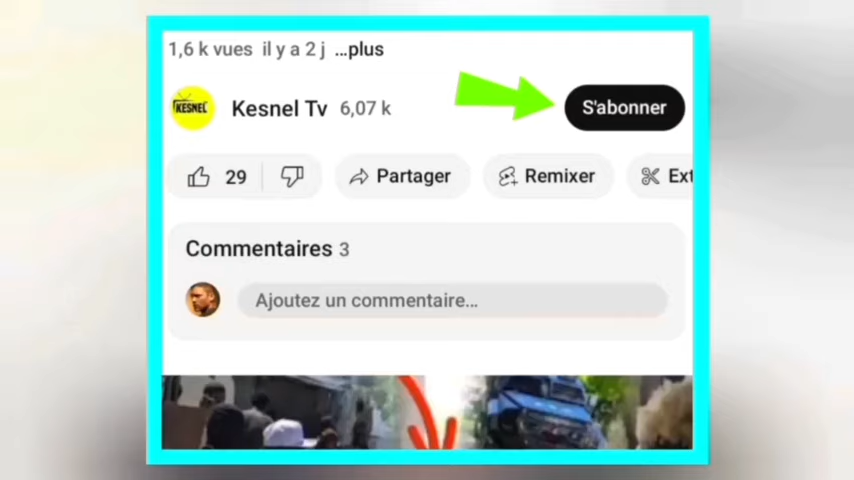 1,6 k vues il y a 2 j ...plus
KESNEL
Kesnel Tv 6,07 k
S'abonner
29
Partager
Remixer
Ext
Commentaires 3
Ajoutez un commentaire...